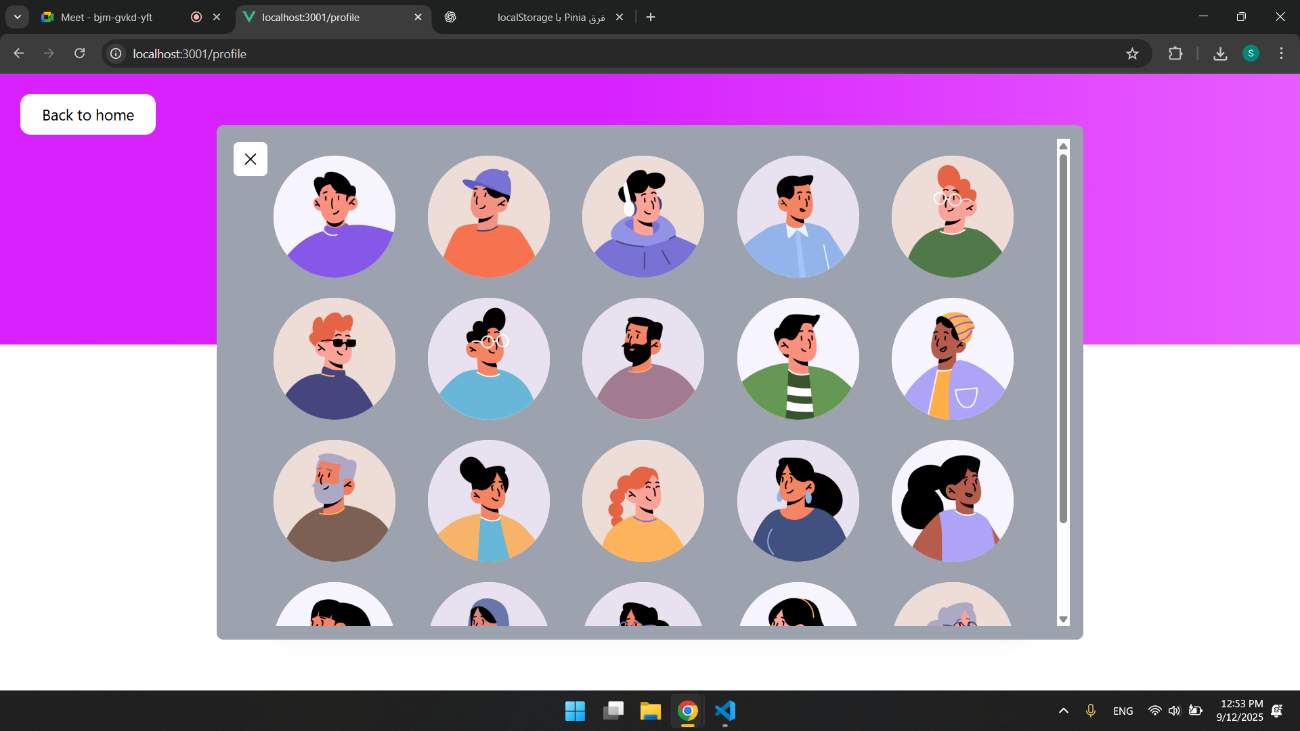 Meet - bjm-gvkd-yft
localhost:3001/profile
فرق Pinia با localStorage
localhost:3001/profile
S
Back to home
ENG
12:53 PM
9/12/2025